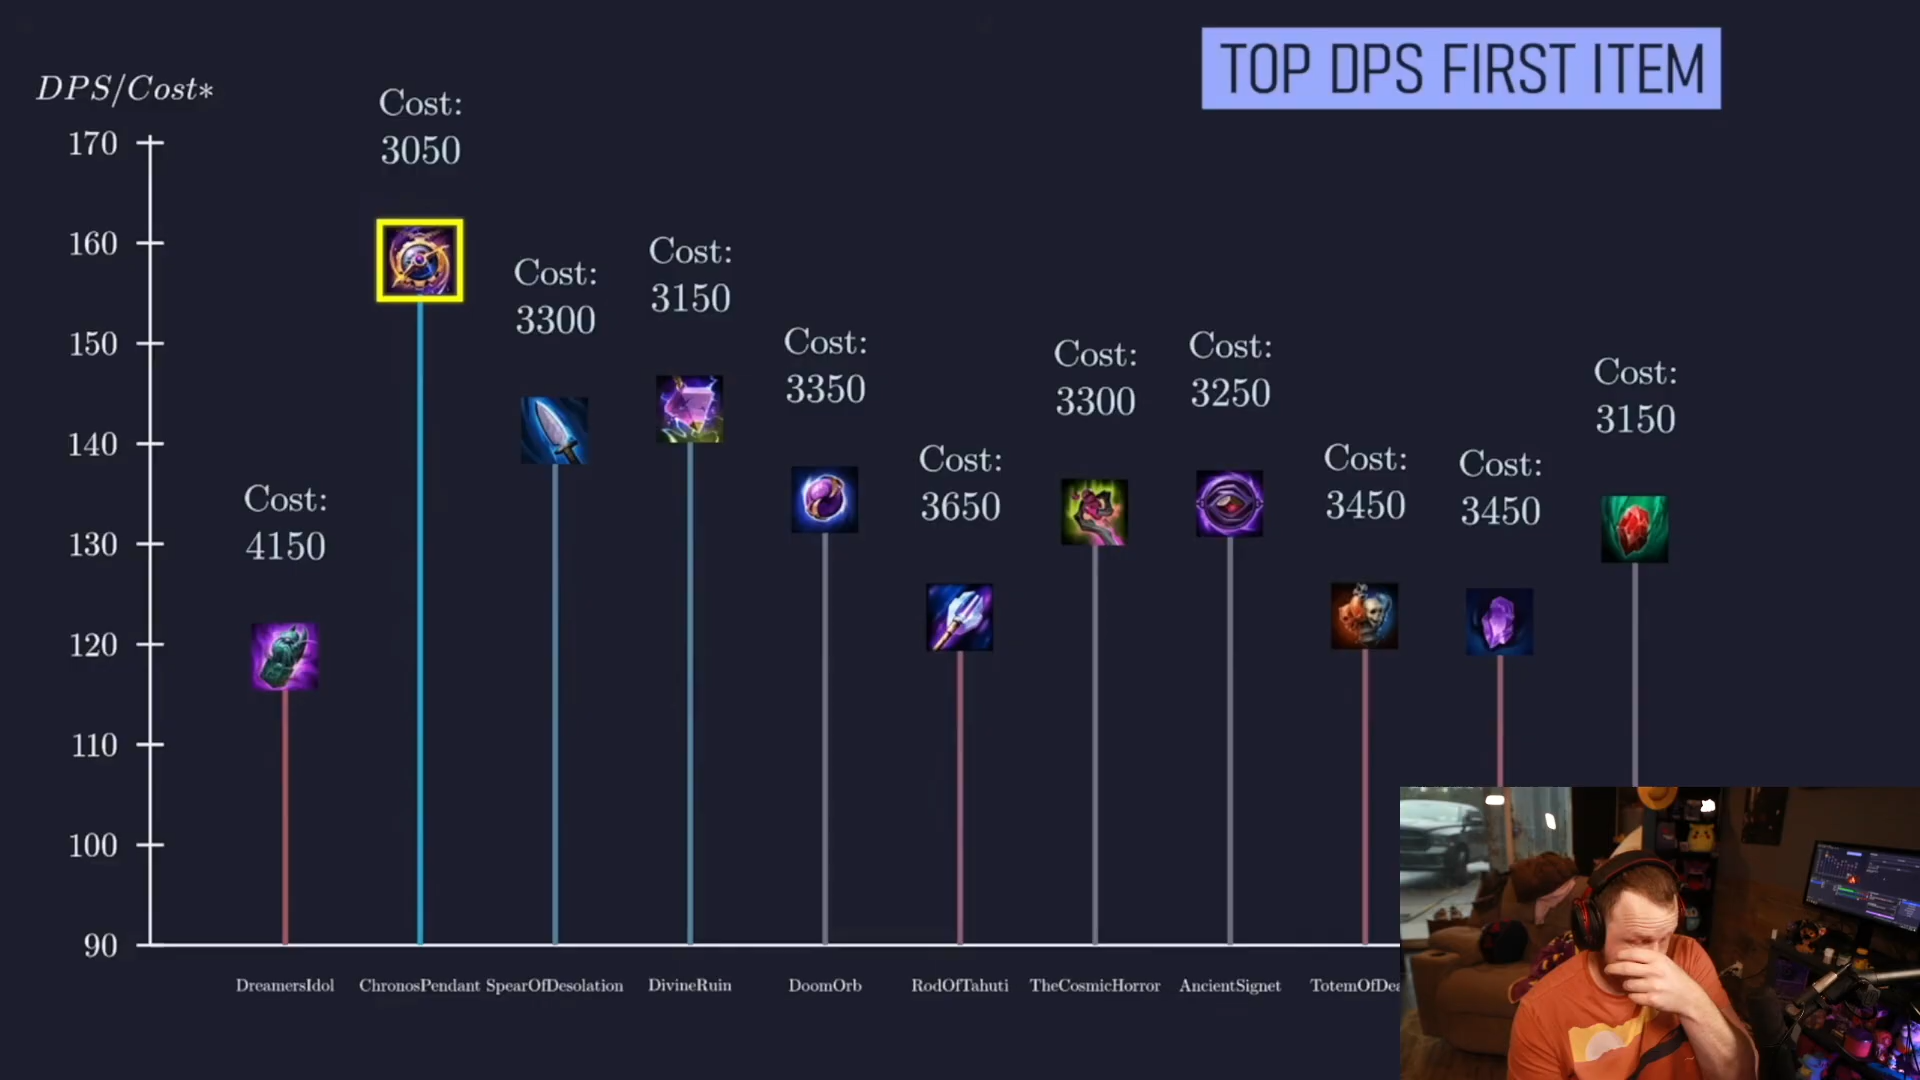 TOP DPS FIRST ITEM
DPS/Cost*
170
160
150
140
130
120
110
100
90
Cost:
4150
Cost:
3050
Cost:
3300
Cost:
3150
Cost:
3350
Cost:
3650
Cost:
3300
Cost:
3250
Cost:
3450
Cost:
3450
Cost:
3150
DreamersIdol
ChronosPendant
SpearOfDesolation
DivineRuin
DoomOrb
RodOfTahuti
TheCosmicHorror
AncientSignet
TotemOfDea